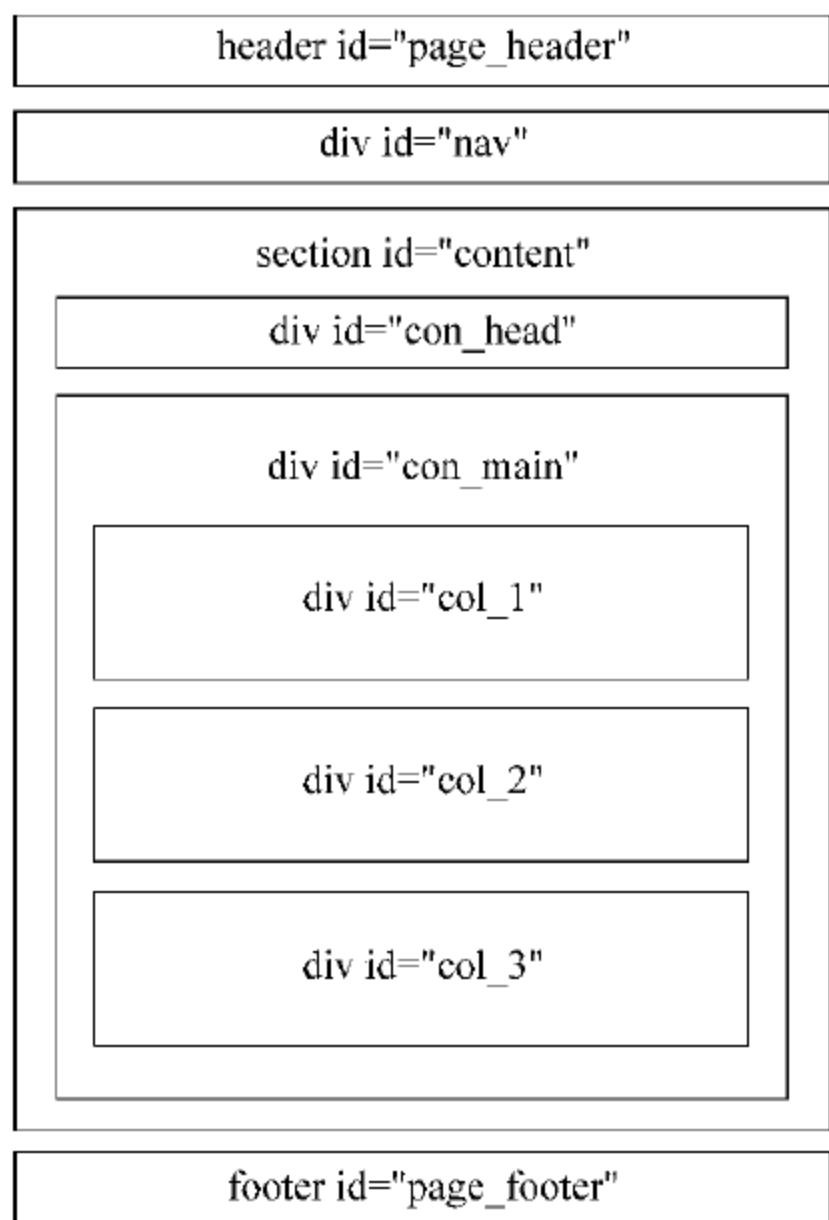 header id="page_header"
div id="nav"
section id="content"
div id="con_head"
div id="con_main"
div id="col_1"
div id="col_2"
div id="col_3"
footer id="page_footer"